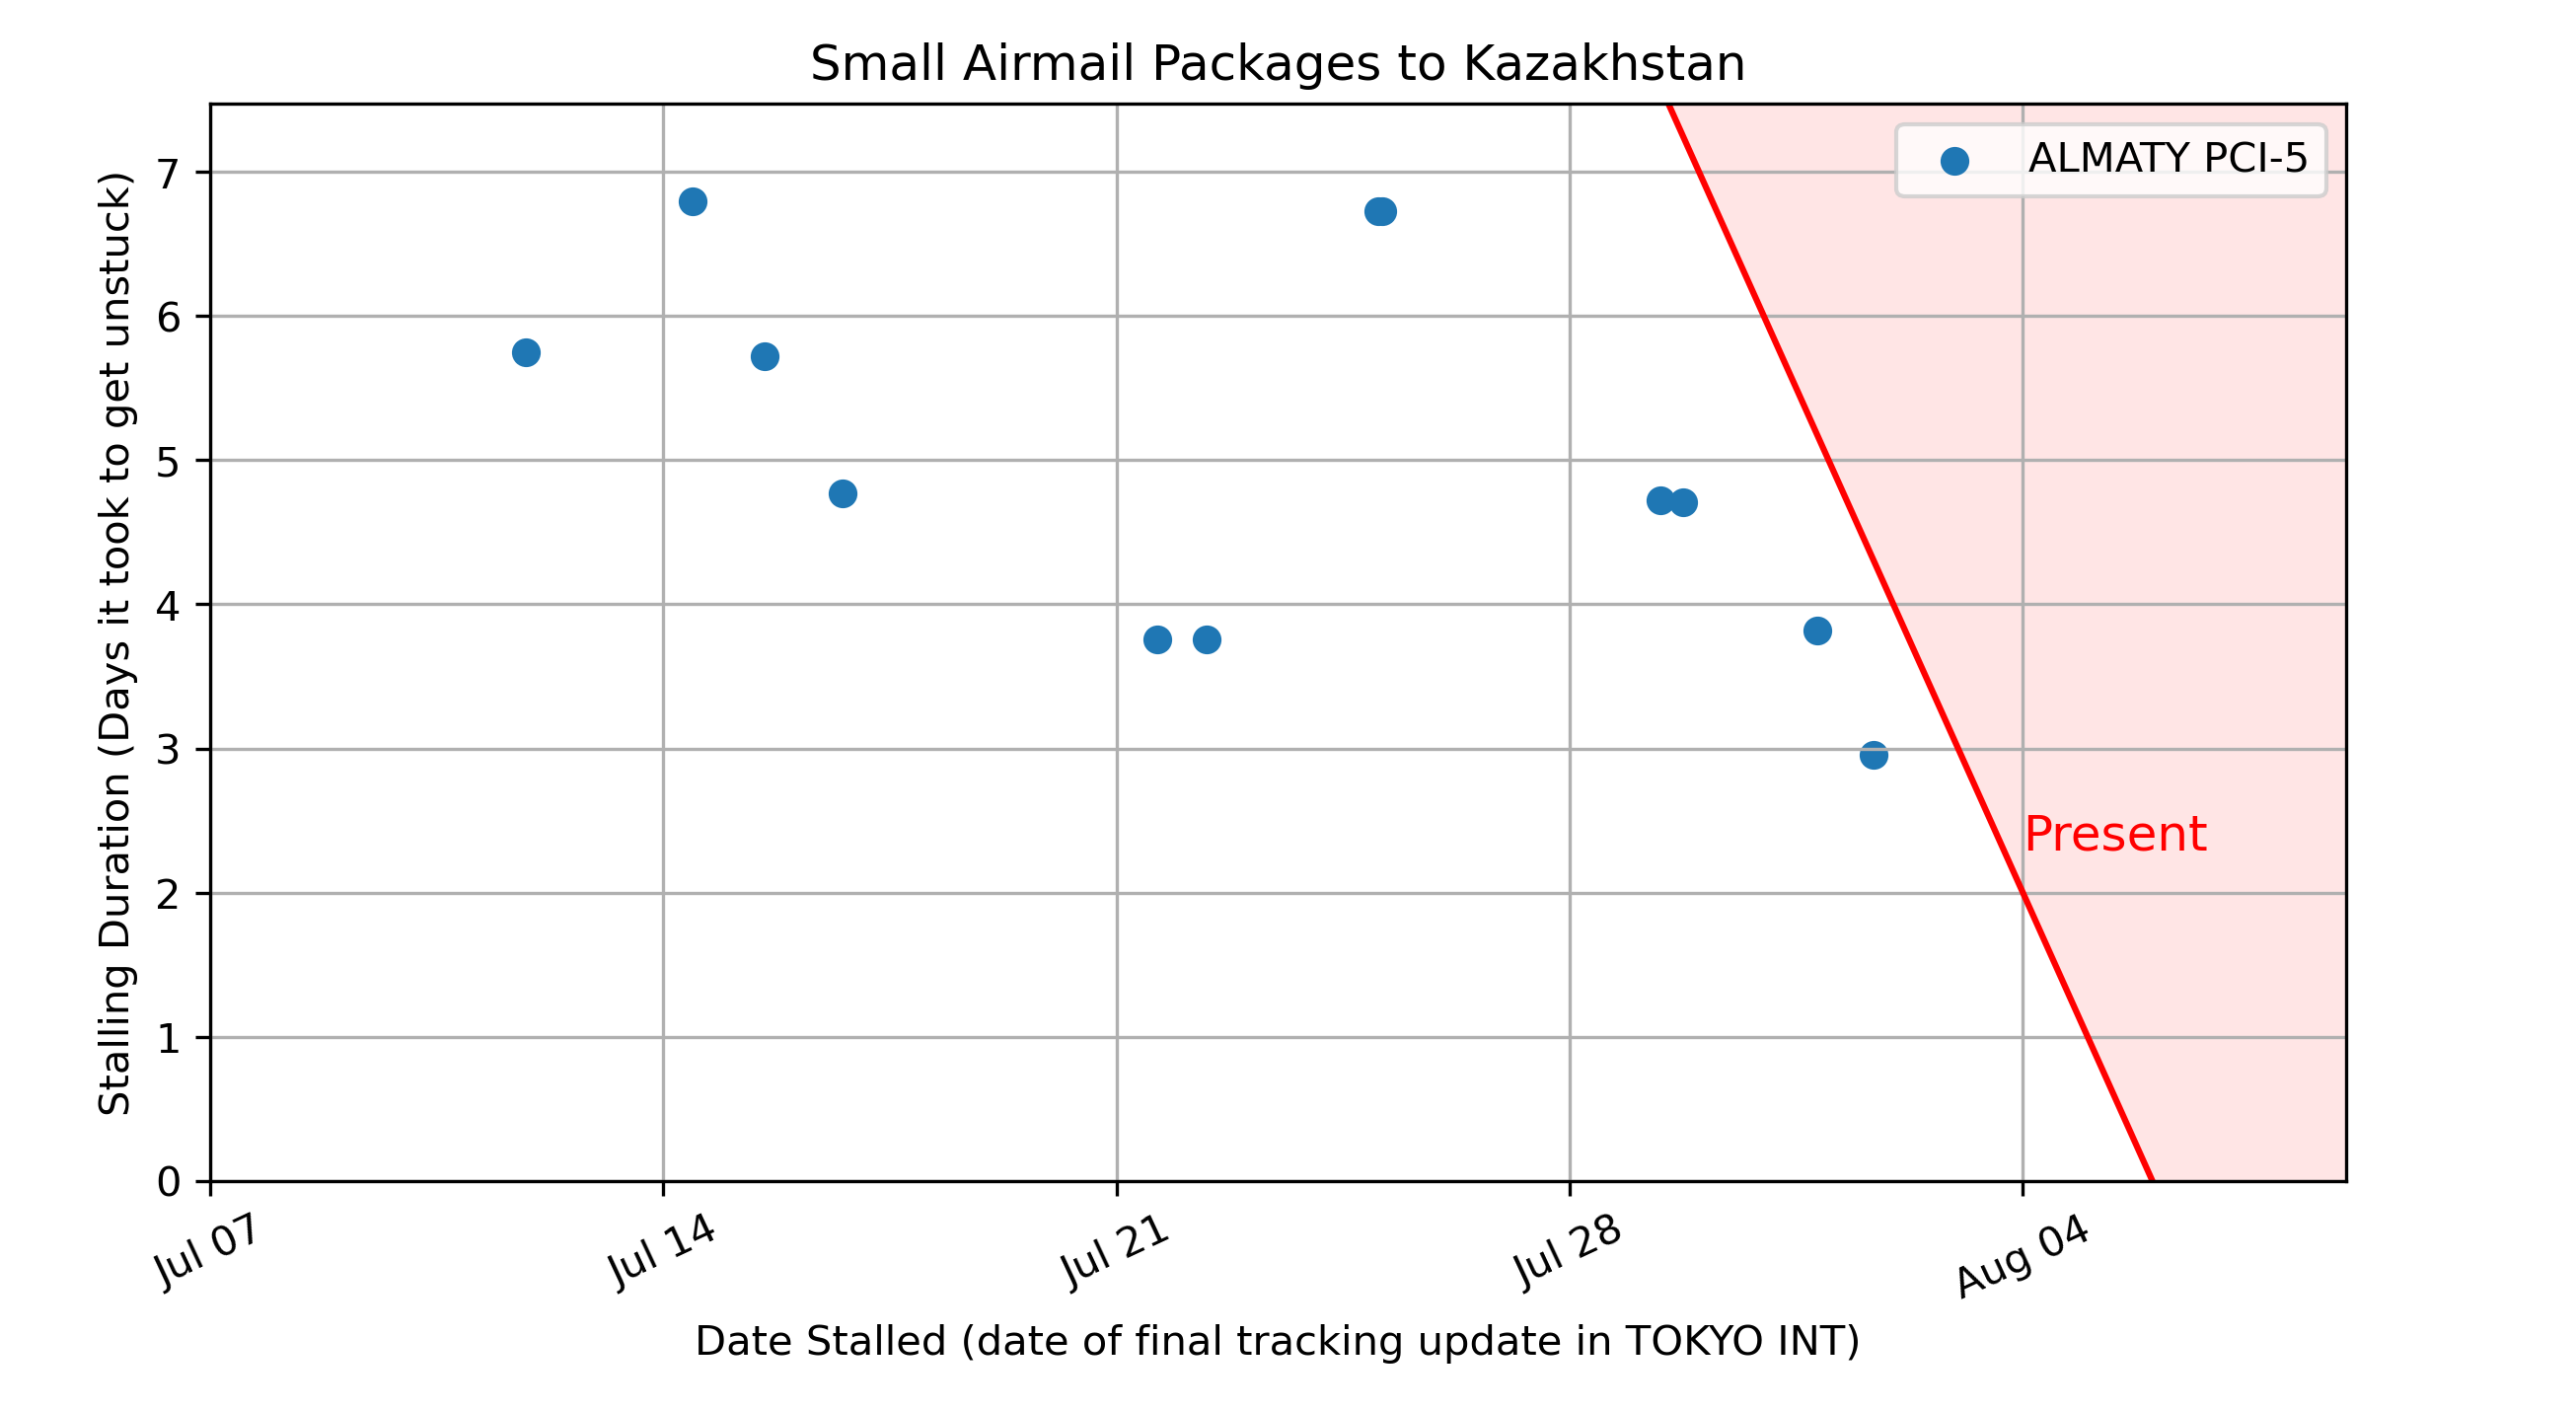 Small Airmail Packages to Kazakhstan
Stalling Duration (Days it took to get unstuck)
7
6
5
4
3
2
1
0
ALMATY PCI-5
Present
Jul 07
Jul 14
Jul 21
Jul 28
Aug 04
Date Stalled (date of final tracking update in TOKYO INT)